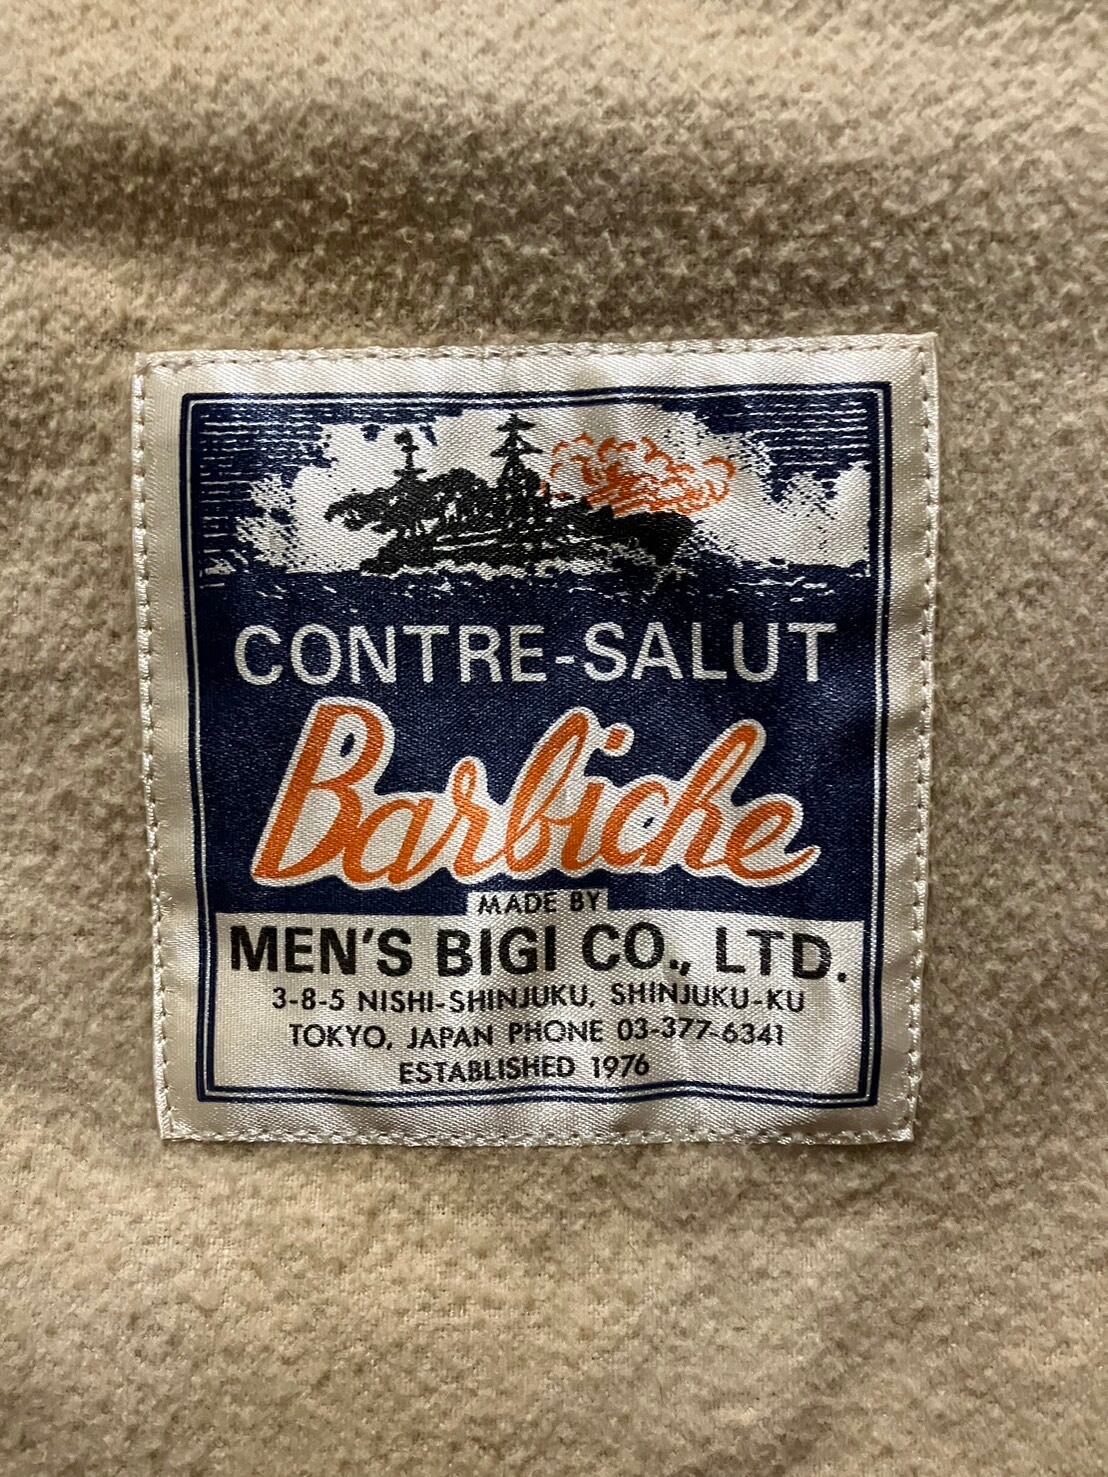 CONTRE-SALUT
Barbiche
MADE BY
MEN'S BIGI CO., LTD.
3-8-5 NISHI-SHINJUKU, SHINJUKU-KU
TOKYO, JAPAN PHONE 03-377-6341
ESTABLISHED 1976